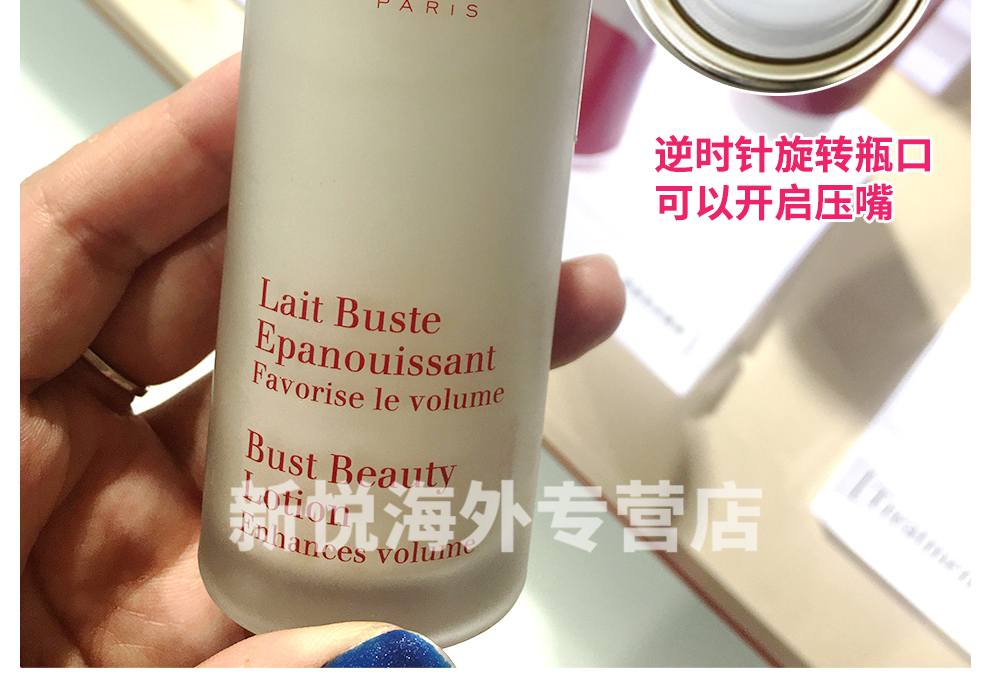 PARIS
逆时针旋转瓶口
可以开启压嘴
Lait Buste
Epanouissant
Favorise le volume
Bust Beauty
Lotion
Enhances volume
新悦海外专营店